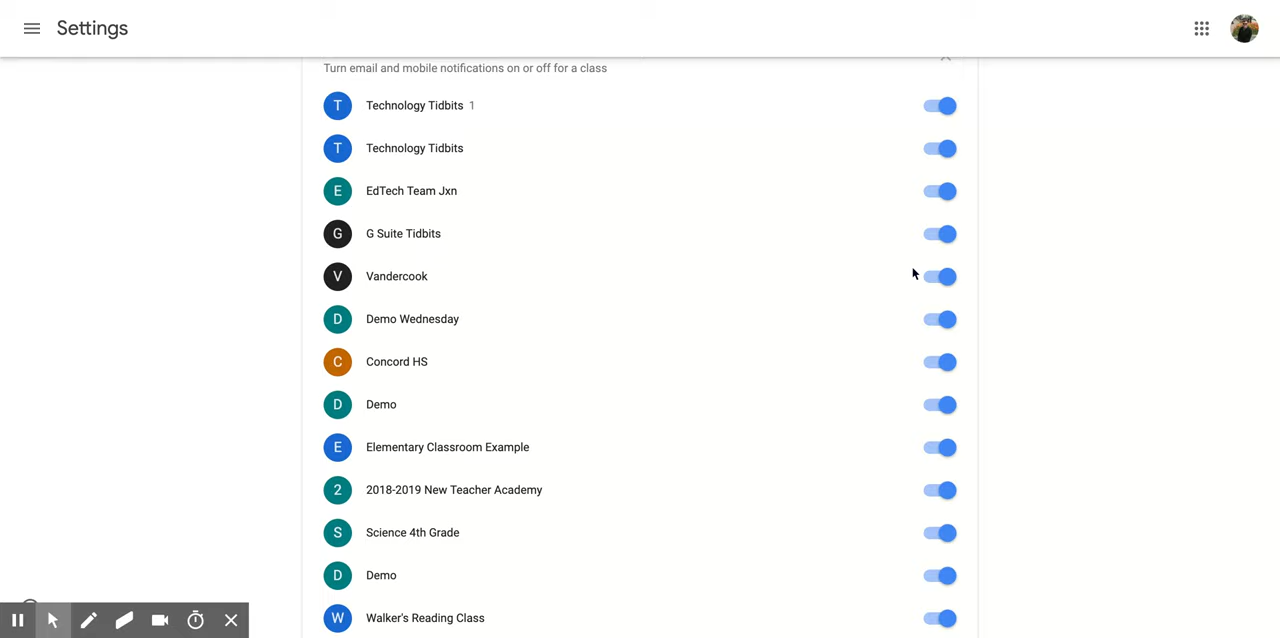 Settings
Turn email and mobile notifications on or off for a class
T Technology Tidbits 1
T Technology Tidbits
E EdTech Team Jxn
G G Suite Tidbits
V Vandercook
D Demo Wednesday
C Concord HS
D Demo
E Elementary Classroom Example
2 2018-2019 New Teacher Academy
S Science 4th Grade
D Demo
W Walker's Reading Class